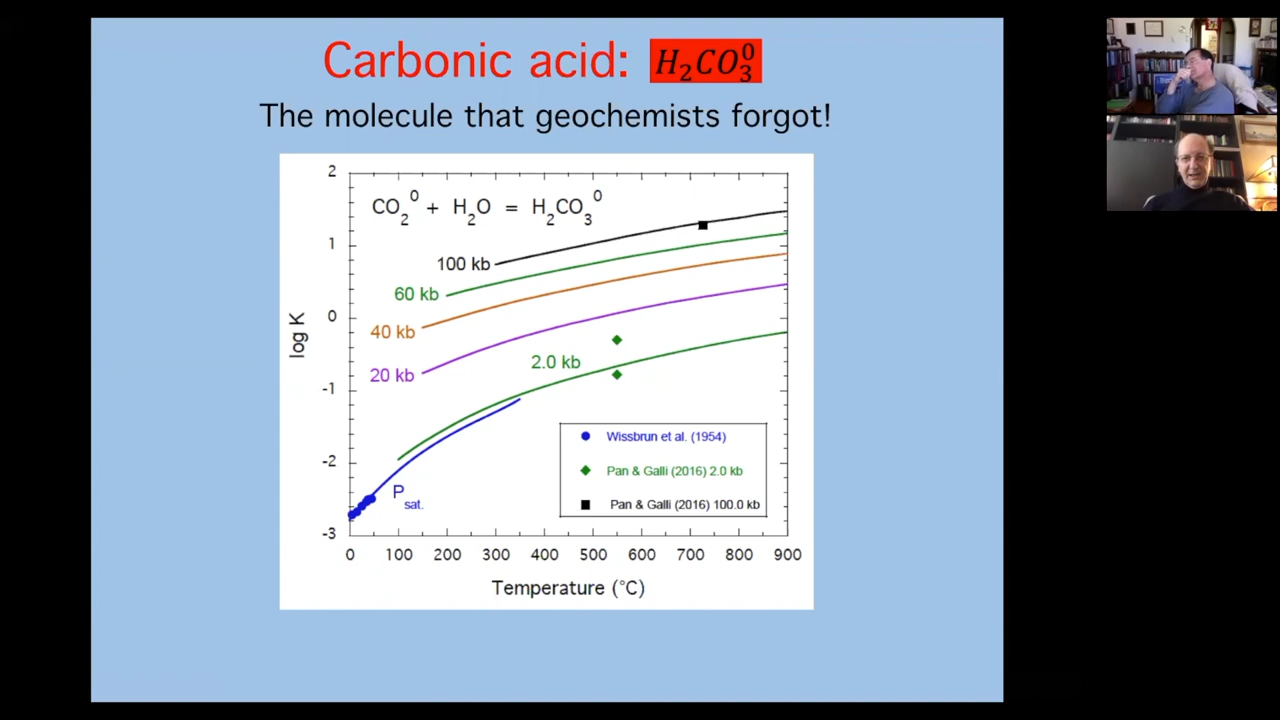 Carbonic acid: H₂CO₃⁰
The molecule that geochemists forgot!
CO₂⁰ + H₂O = H₂CO₃⁰
100 kb
60 kb
40 kb
20 kb
2.0 kb
P sat.
log K
2
1
0
-1
-2
-3
Wissbrun et al. (1954)
Pan & Galli (2016) 2.0 kb
Pan & Galli (2016) 100.0 kb
0 100 200 300 400 500 600 700 800 900
Temperature (°C)